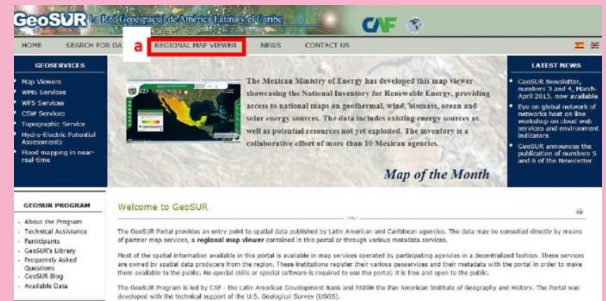 GeoSUR La Red Geoespacial de América Latina y el Caribe CAF
HOME SEARCH FOR DA a REGIONAL MAP VIEWER NEWS CONTACT US
GEOSERVICES
Map Viewers
WMS Services
WFS Services
CSW Services
Topographic Service
Hydro-Electric Potential
Assessments
Flood mapping in near-
real-time
The Mexican Ministry of Energy has developed this map viewer
showcasing the National Inventory for Renewable Energy, providing
access to national maps on geothermal, wind, biomass, ocean and
solar energy sources. The data includes existing energy sources as
well as potential resources not yet exploited. The inventory is a
collaborative effort of more than 10 Mexican agencies.
Map of the Month
LATEST NEWS
GeoSUR Newsletter,
numbers 3 and 4, March-
April 2015, now available
Eye on global network of
networks host on line
workshop on cloud web
services and environment
indicators
GeoSUR announces the
publication of numbers 5
and 6 of the Newsletter
GEOSUR PROGRAM
- About the Program
- Technical Assistance
- Participants
- GeoSUR's Library
- Frequently Asked
Questions
- GeoSUR Blog
- Available Data
Welcome to GeoSUR
The GeoSUR Portal provides an entry point to spatial data published by Latin American and Caribbean agencies. The data may be consulted directly by means
of partner map services, a regional map viewer contained in this portal or through various metadata services.
Most of the spatial information available in this portal is available in map services operated by participating agencies in a decentralized fashion. These services
are owned by spatial data producers from the region. These institutions register their various geoservices and their metadata with the portal in order to make
them available to the public. No special skills or special software is required to use the portal; it is free and open to the public.
The GeoSUR Program is led by CAF - the Latin American Development Bank and PAIGH the Pan American Institute of Geography and History. The Portal was
developed with the technical support of the U.S. Geological Survey (USGS).